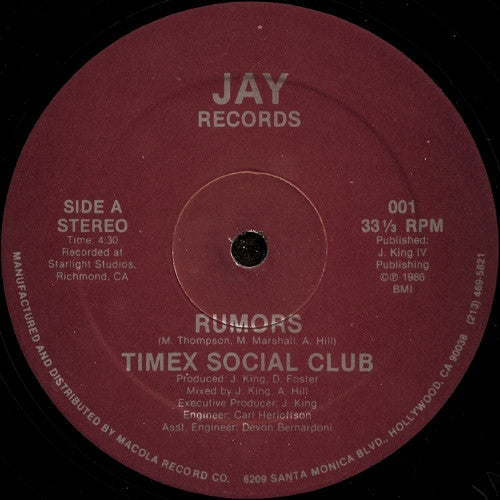 JAY
RECORDS
SIDE A
STEREO
Time: 4:30
Recorded at
Starlight Studios,
Richmond, CA
001
33 ⅓ RPM
Published:
J. King IV
Publishing
©℗ 1986
BMI
RUMORS
(M. Thompson, M. Marshall, A. Hill)
TIMEX SOCIAL CLUB
Produced: J. King, D. Foster
Mixed by J. King, A. Hill
Executive Producer: J. King
Engineer: Carl Herlofson
Asst. Engineer: Devon Bernardoni
MANUFACTURED AND DISTRIBUTED BY MACOLA RECORD CO. 6209 SANTA MONICA BLVD., HOLLYWOOD, CA 90038 (213) 469-5821